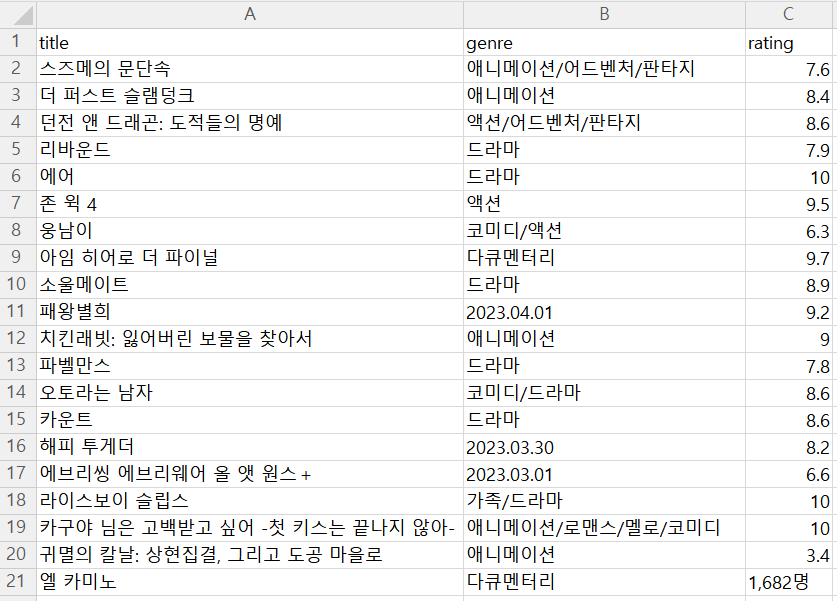 A B C
1 title genre rating
2 스즈메의 문단속 애니메이션/어드벤처/판타지 7.6
3 더 퍼스트 슬램덩크 애니메이션 8.4
4 던전 앤 드래곤: 도적들의 명예 액션/어드벤처/판타지 8.6
5 리바운드 드라마 7.9
6 에어 드라마 10
7 존 윅 4 액션 9.5
8 웅남이 코미디/액션 6.3
9 아임 히어로 더 파이널 다큐멘터리 9.7
10 소울메이트 드라마 8.9
11 패왕별희 2023.04.01 9.2
12 치킨래빗: 잃어버린 보물을 찾아서 애니메이션 9
13 파벨만스 드라마 7.8
14 오토라는 남자 코미디/드라마 8.6
15 카운트 드라마 8.6
16 해피 투게더 2023.03.30 8.2
17 에브리씽 에브리웨어 올 앳 원스+ 2023.03.01 6.6
18 라이스보이 슬립스 가족/드라마 10
19 카구야 님은 고백받고 싶어 -첫 키스는 끝나지 않아- 애니메이션/로맨스/멜로/코미디 10
20 귀멸의 칼날: 상현집결, 그리고 도공 마을로 애니메이션 3.4
21 엘 카미노 다큐멘터리 1,682명